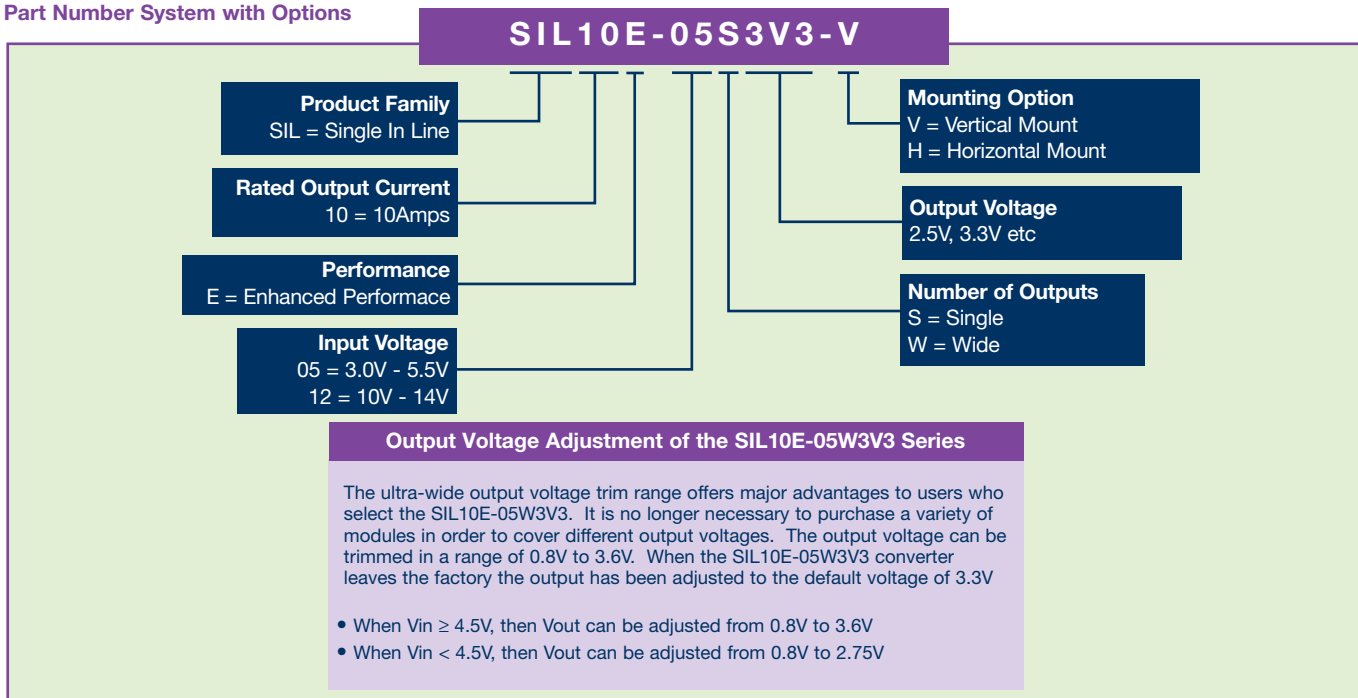 Part Number System with Options
SIL10E-05S3V3-V
Product Family
SIL = Single In Line
Rated Output Current
10 = 10Amps
Performance
E = Enhanced Performace
Input Voltage
05 = 3.0V - 5.5V
12 = 10V - 14V
Mounting Option
V = Vertical Mount
H = Horizontal Mount
Output Voltage
2.5V, 3.3V etc
Number of Outputs
S = Single
W = Wide
Output Voltage Adjustment of the SIL10E-05W3V3 Series
The ultra-wide output voltage trim range offers major advantages to users who
select the SIL10E-05W3V3. It is no longer necessary to purchase a variety of
modules in order to cover different output voltages. The output voltage can be
trimmed in a range of 0.8V to 3.6V. When the SIL10E-05W3V3 converter
leaves the factory the output has been adjusted to the default voltage of 3.3V
• When Vin ≥ 4.5V, then Vout can be adjusted from 0.8V to 3.6V
• When Vin < 4.5V, then Vout can be adjusted from 0.8V to 2.75V